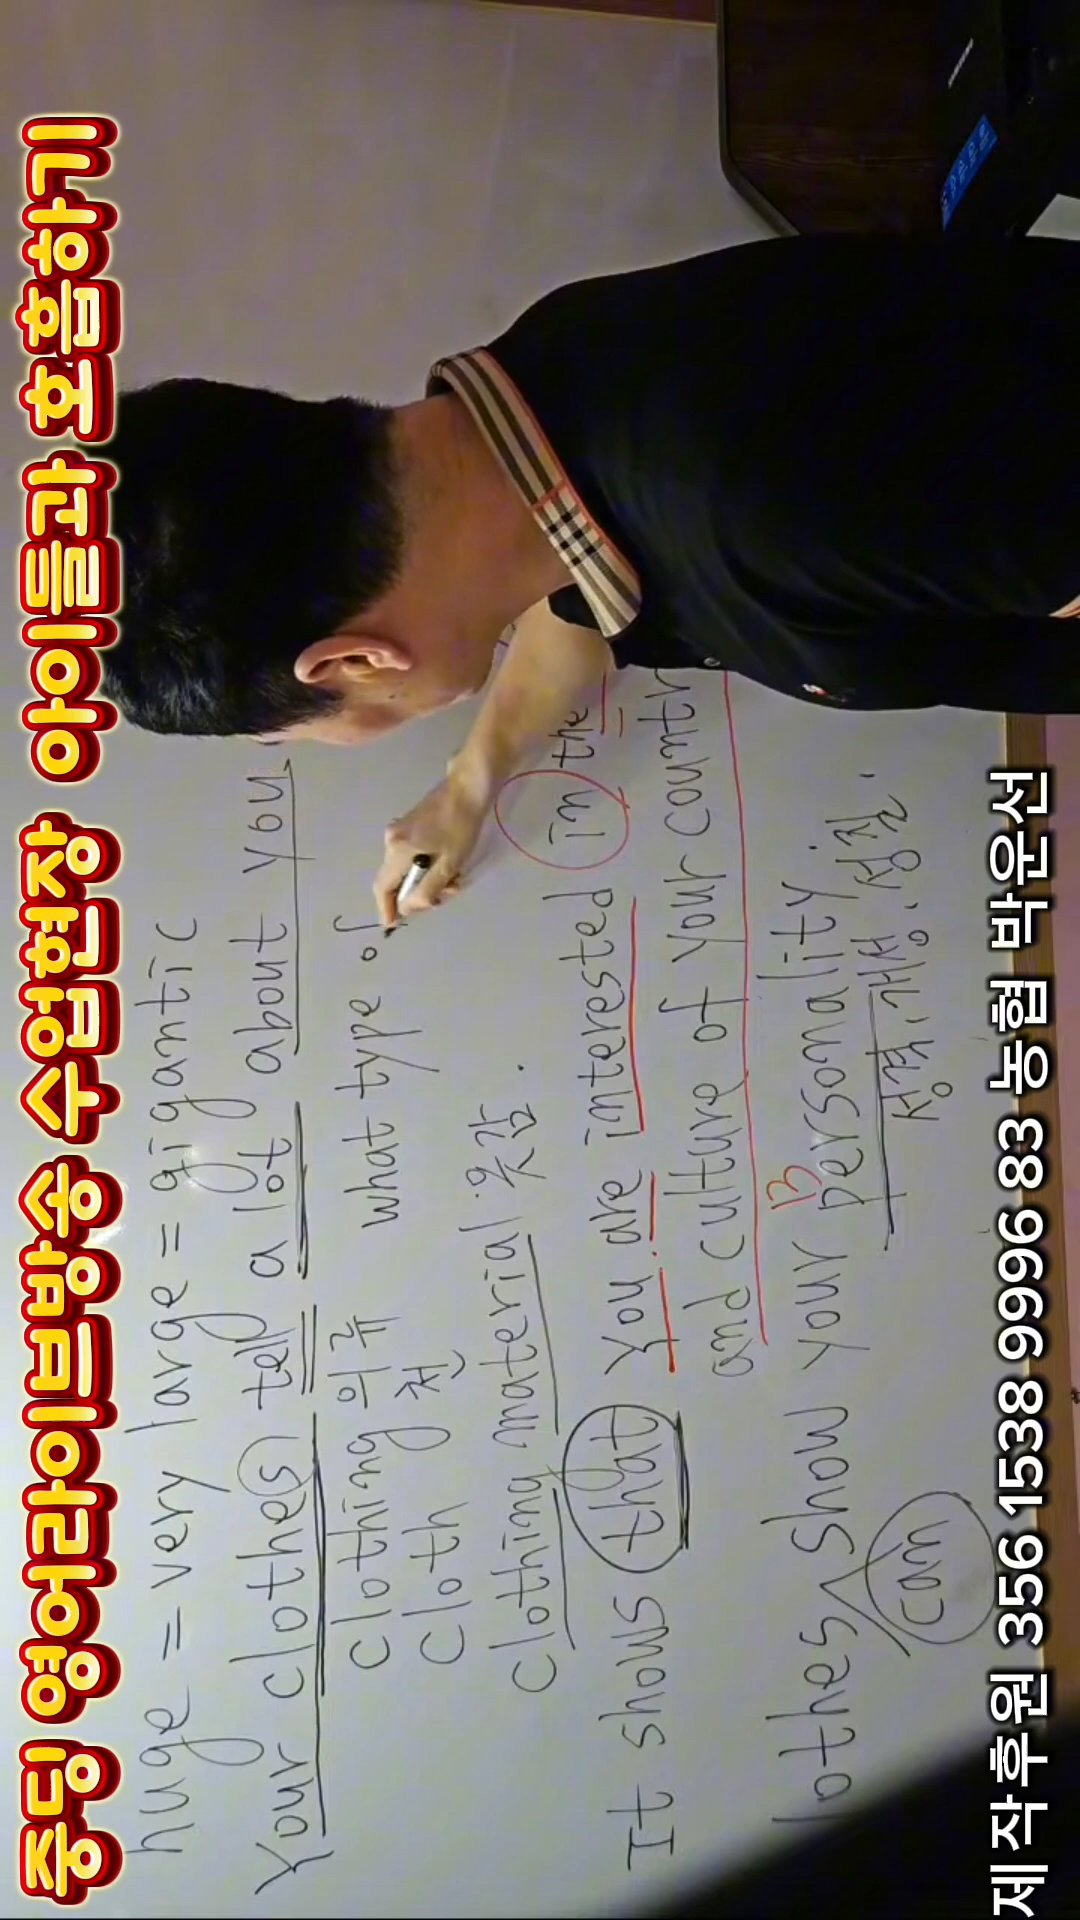 중딩 영어라이브방송 수업현장 아이들과 호흡하기
huge = very large = gigantic
Your clothes tell a lot about you.
clothing 의류 what type of
cloth 천
clothing material 옷감.
It shows that you are interested in the
and culture of your countr
lothes show your personality.
can 성격. 개성. 성질.
제작후원 356 1538 9996 83 농협 박운선